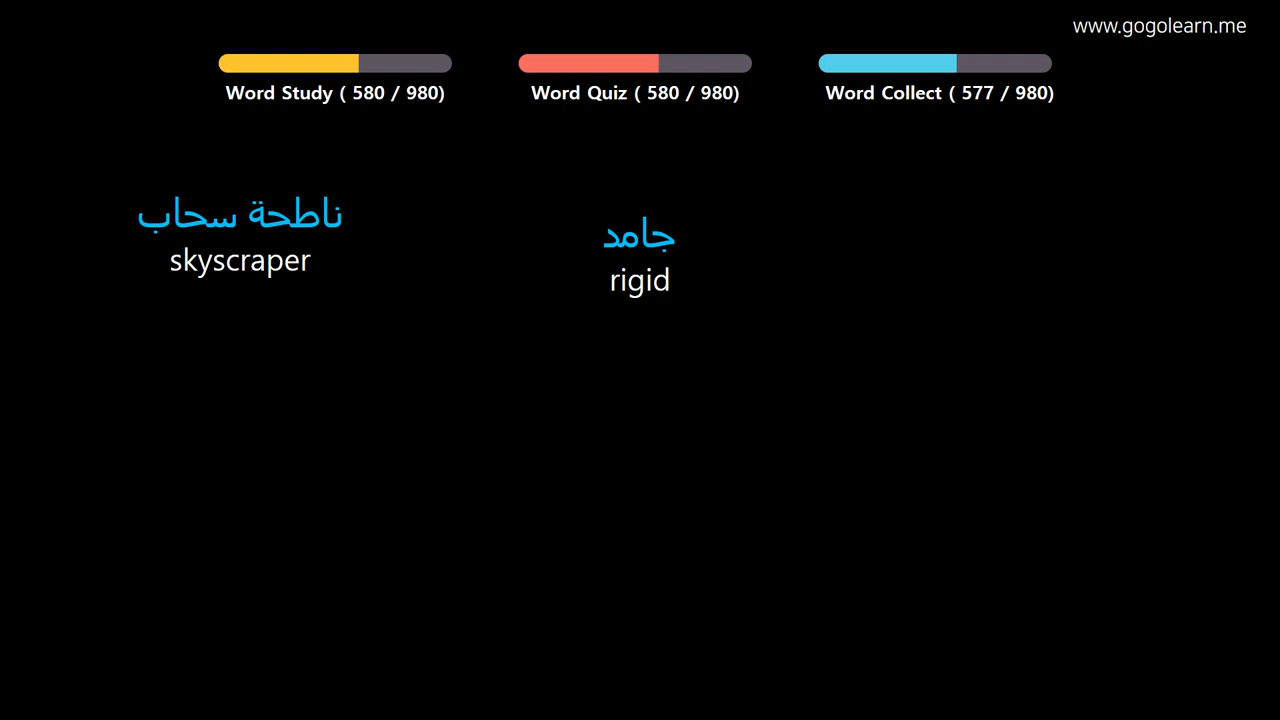 www.gogolearn.me
Word Study ( 580 / 980)
Word Quiz ( 580 / 980)
Word Collect ( 577 / 980)
ناطحة سحاب
skyscraper
جامد
rigid